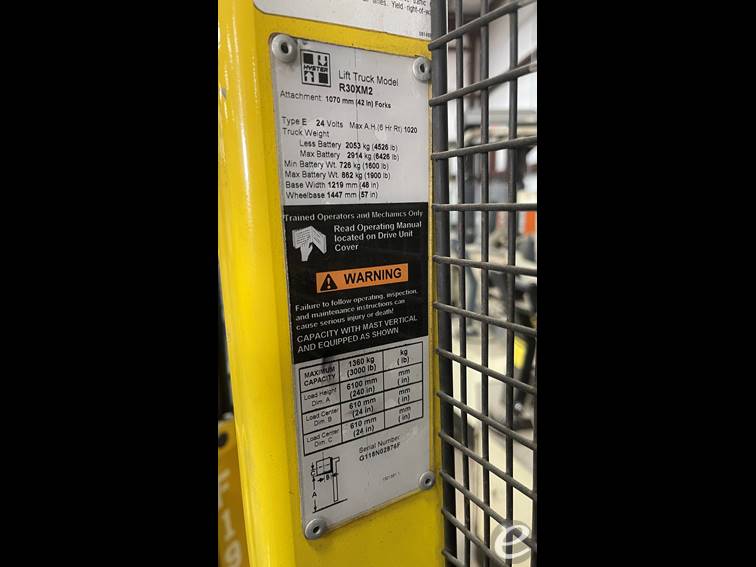 HYSTER
Lift Truck Model
R30XM2
Attachment: 1070 mm (42 in) Forks
Type E 24 Volts Max A.H.(6 Hr Rt) 1020
Truck Weight
Less Battery 2053 kg (4526 lb)
Max Battery 2914 kg (6426 lb)
Min Battery Wt. 726 kg (1600 lb)
Max Battery Wt. 862 kg (1900 lb)
Base Width 1219 mm (48 in)
Wheelbase 1447 mm (57 in)
Trained Operators and Mechanics Only
Read Operating Manual
located on Drive Unit
Cover
WARNING
Failure to follow operating, inspection,
and maintenance instructions can
cause serious injury or death!
CAPACITY WITH MAST VERTICAL
AND EQUIPPED AS SHOWN
MAXIMUM CAPACITY 1360 kg (3000 lb) kg (lb)
Load Height Dim. A 6100 mm (240 in) mm (in)
Load Center Dim. B 610 mm (24 in) mm (in)
Load Center Dim. C 610 mm (24 in) mm (in)
Serial Number
G118N02876F
C B
A
Fig
e